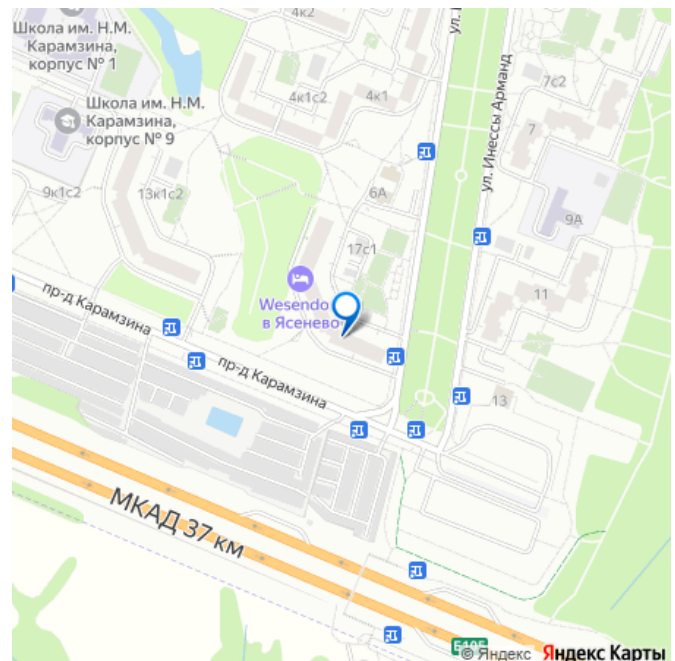 4к2
Школа им. Н.М.
Карамзина,
корпус № 1
4к1с2
4к1
7с2
ул. Инессы Арманд
Школа им. Н.М.
Карамзина,
корпус № 9
7
9к1с2
13к1с2
6А
9А
17с1
11
Wesendo
в Ясенево
пр-д Карамзина
пр-д Карамзина
13
МКАД 37 км
© Яндекс Яндекс Карты